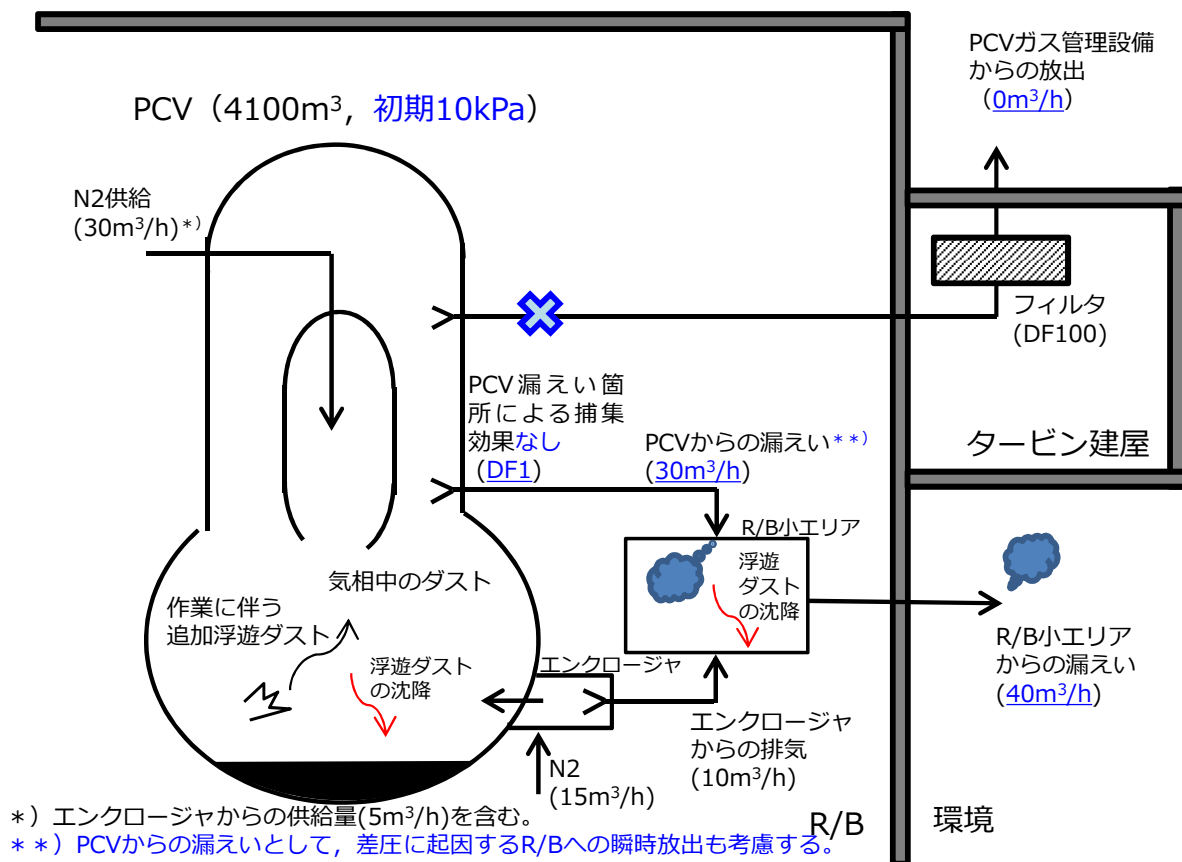 PCVガス管理設備
からの放出
（0m³/h）
PCV（4100m³，初期10kPa）
N2供給
(30m³/h)＊）
フィルタ
(DF100)
PCV漏えい箇
所による捕集
効果なし
（DF1）
PCVからの漏えい＊＊）
(30m³/h)
タービン建屋
R/B小エリア
浮遊
ダスト
の沈降
気相中のダスト
作業に伴う
追加浮遊ダスト
浮遊ダスト
の沈降
エンクロージャ
R/B小エリア
からの漏えい
(40m³/h)
エンクロージャ
からの排気
(10m³/h)
N2
(15m³/h)
＊）エンクロージャからの供給量(5m³/h)を含む。
R/B
環境
＊＊）PCVからの漏えいとして，差圧に起因するR/Bへの瞬時放出も考慮する。